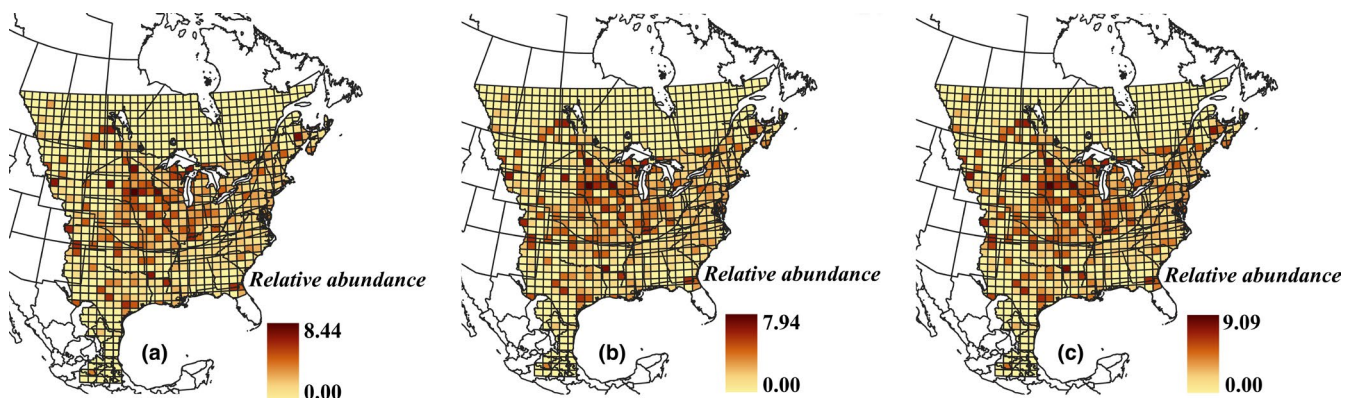 Relative abundance
8.44
(a)
0.00
Relative abundance
7.94
(b)
0.00
Relative abundance
9.09
(c)
0.00